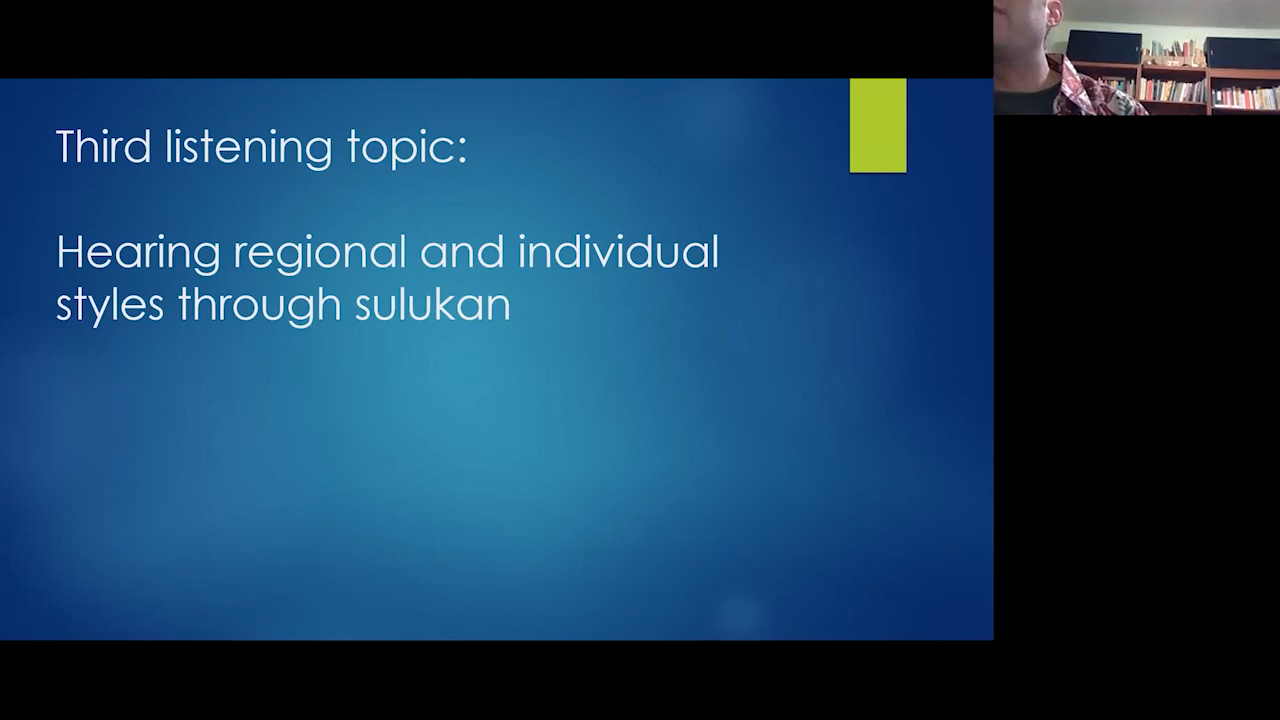 Third listening topic:
Hearing regional and individual
styles through sulukan